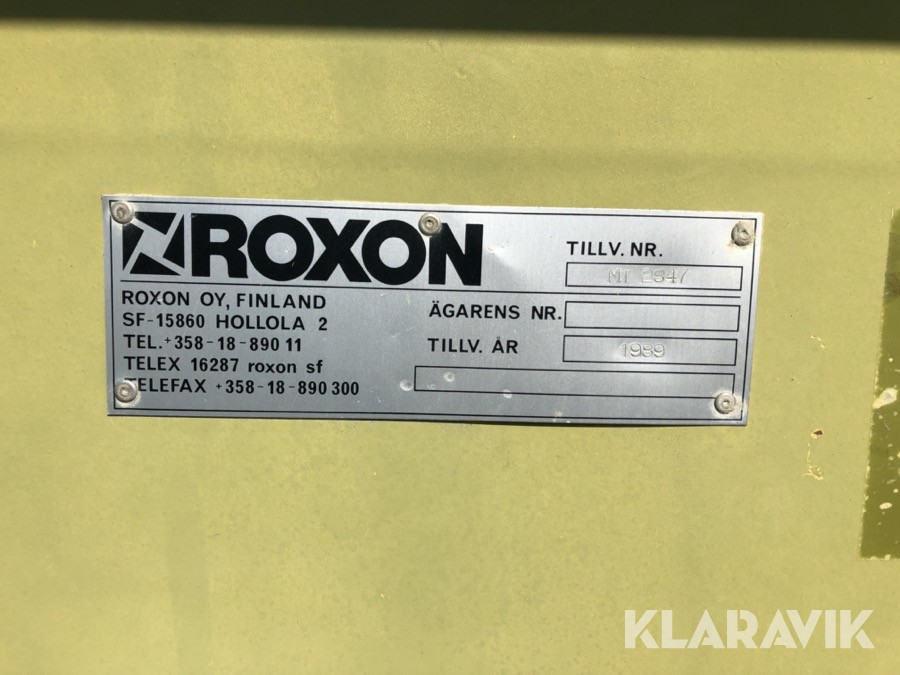 ROXON
ROXON OY, FINLAND
SF-15860 HOLLOLA 2
TEL. +358-18-890 11
TELEX 16287 roxon sf
TELEFAX +358-18-890 300
TILLV. NR. MT 2847
ÄGARENS NR.
TILLV. ÅR 1989
KLARAVIK